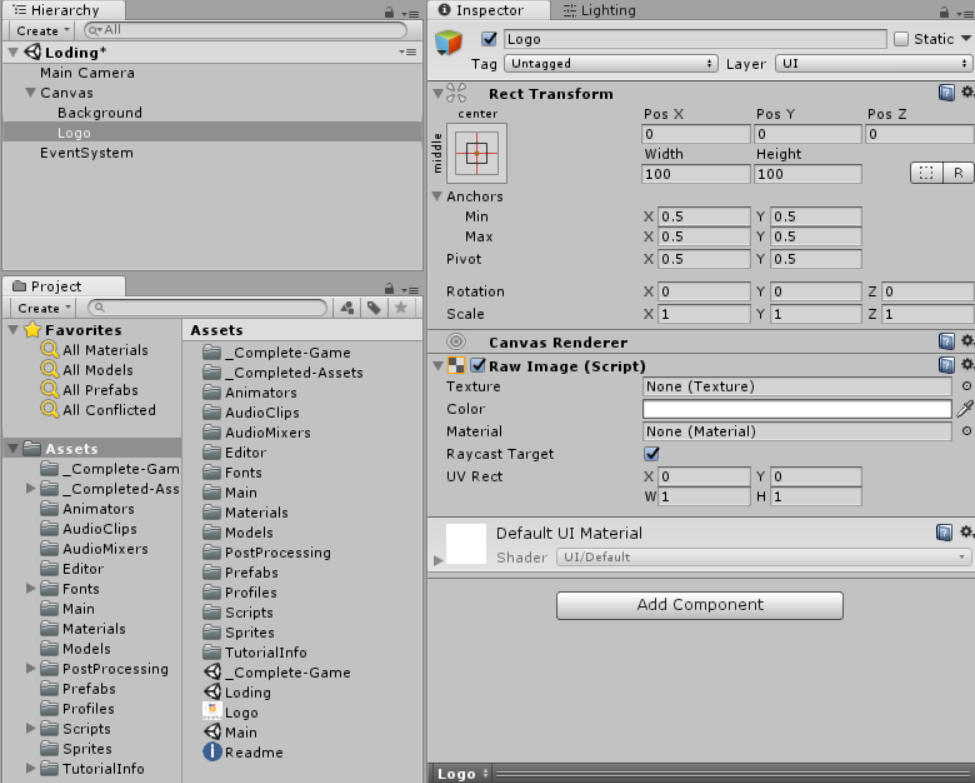 Hierarchy
Create All
Loding*
Main Camera
Canvas
Background
Logo
EventSystem
Project
Create
Favorites
All Materials
All Models
All Prefabs
All Conflicted
Assets
_Complete-Gam
_Completed-Ass
Animators
AudioClips
AudioMixers
Editor
Fonts
Main
Materials
Models
PostProcessing
Prefabs
Profiles
Scripts
Sprites
TutorialInfo
Assets
_Complete-Game
_Completed-Assets
Animators
AudioClips
AudioMixers
Editor
Fonts
Main
Materials
Models
PostProcessing
Prefabs
Profiles
Scripts
Sprites
TutorialInfo
_Complete-Game
Loding
Logo
Main
Readme
Inspector Lighting
Logo Static
Tag Untagged Layer UI
Rect Transform
center Pos X Pos Y Pos Z
middle 0 0 0
Width Height
100 100 R
Anchors
Min X 0.5 Y 0.5
Max X 0.5 Y 0.5
Pivot X 0.5 Y 0.5
Rotation X 0 Y 0 Z 0
Scale X 1 Y 1 Z 1
Canvas Renderer
Raw Image (Script)
Texture None (Texture)
Color
Material None (Material)
Raycast Target
UV Rect X 0 Y 0
W 1 H 1
Default UI Material
Shader UI/Default
Add Component
Logo